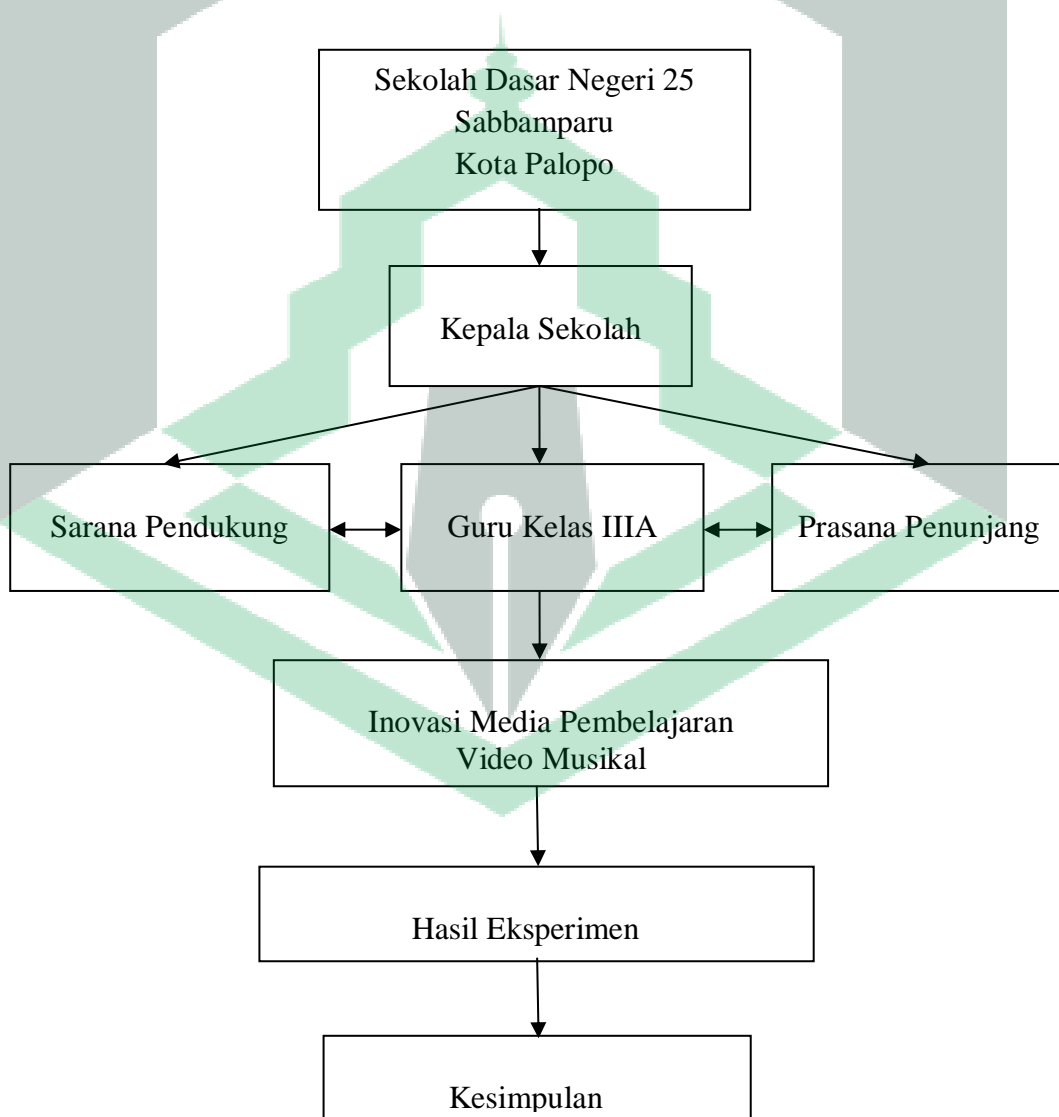 Sekolah Dasar Negeri 25
Sabbamparu
Kota Palopo
Kepala Sekolah
Sarana Pendukung
Guru Kelas IIIA
Prasana Penunjang
Inovasi Media Pembelajaran
Video Musikal
Hasil Eksperimen
Kesimpulan